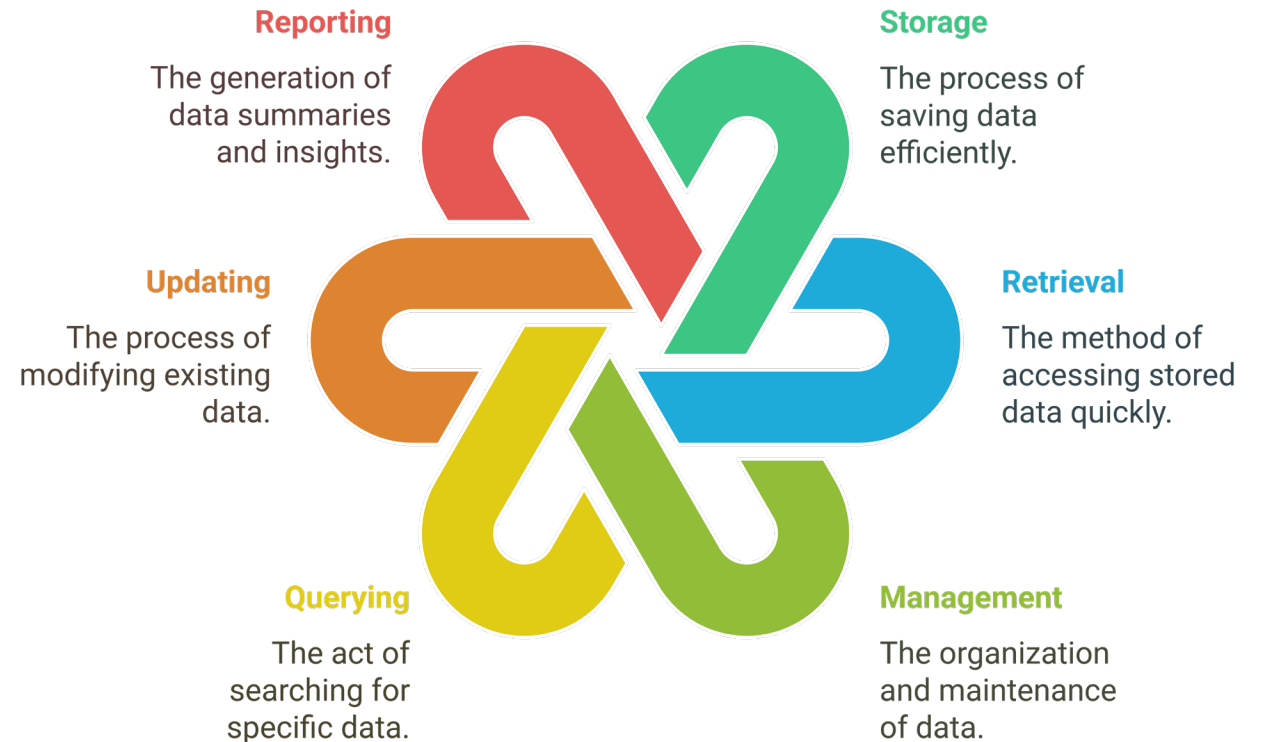 Reporting
The generation of
data summaries
and insights.
Storage
The process of
saving data
efficiently.
Updating
The process of
modifying existing
data.
Retrieval
The method of
accessing stored
data quickly.
Querying
The act of
searching for
specific data.
Management
The organization
and maintenance
of data.